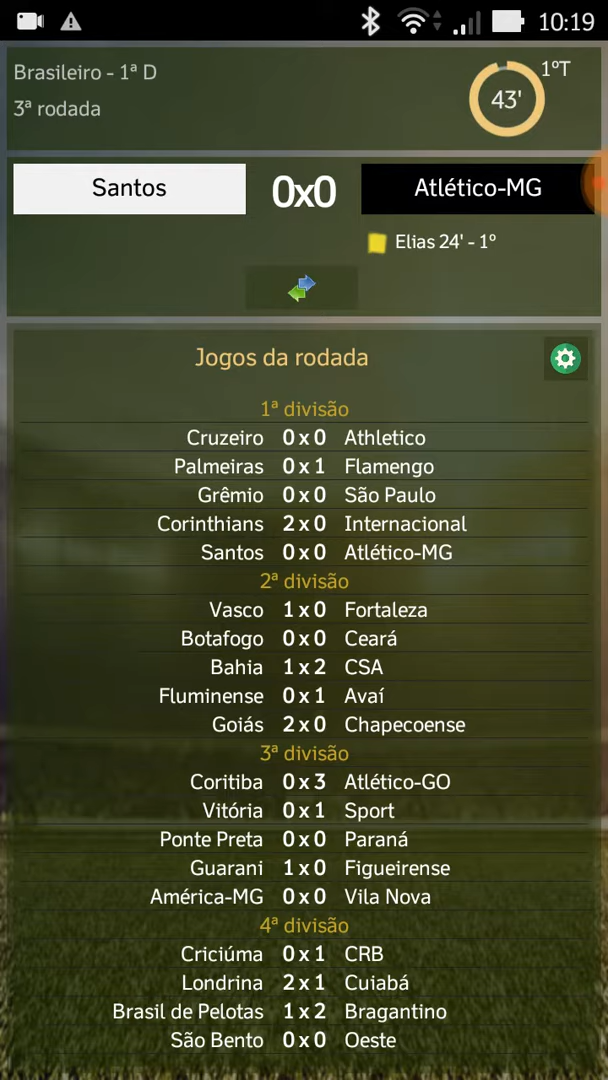 10:19
Brasileiro - 1ª D
1ºT
43'
3ª rodada
Santos 0x0 Atlético-MG
Elias 24' - 1º
Jogos da rodada
1ª divisão
Cruzeiro 0 x 0 Athletico
Palmeiras 0 x 1 Flamengo
Grêmio 0 x 0 São Paulo
Corinthians 2 x 0 Internacional
Santos 0 x 0 Atlético-MG
2ª divisão
Vasco 1 x 0 Fortaleza
Botafogo 0 x 0 Ceará
Bahia 1 x 2 CSA
Fluminense 0 x 1 Avaí
Goiás 2 x 0 Chapecoense
3ª divisão
Coritiba 0 x 3 Atlético-GO
Vitória 0 x 1 Sport
Ponte Preta 0 x 0 Paraná
Guarani 1 x 0 Figueirense
América-MG 0 x 0 Vila Nova
4ª divisão
Criciúma 0 x 1 CRB
Londrina 2 x 1 Cuiabá
Brasil de Pelotas 1 x 2 Bragantino
São Bento 0 x 0 Oeste